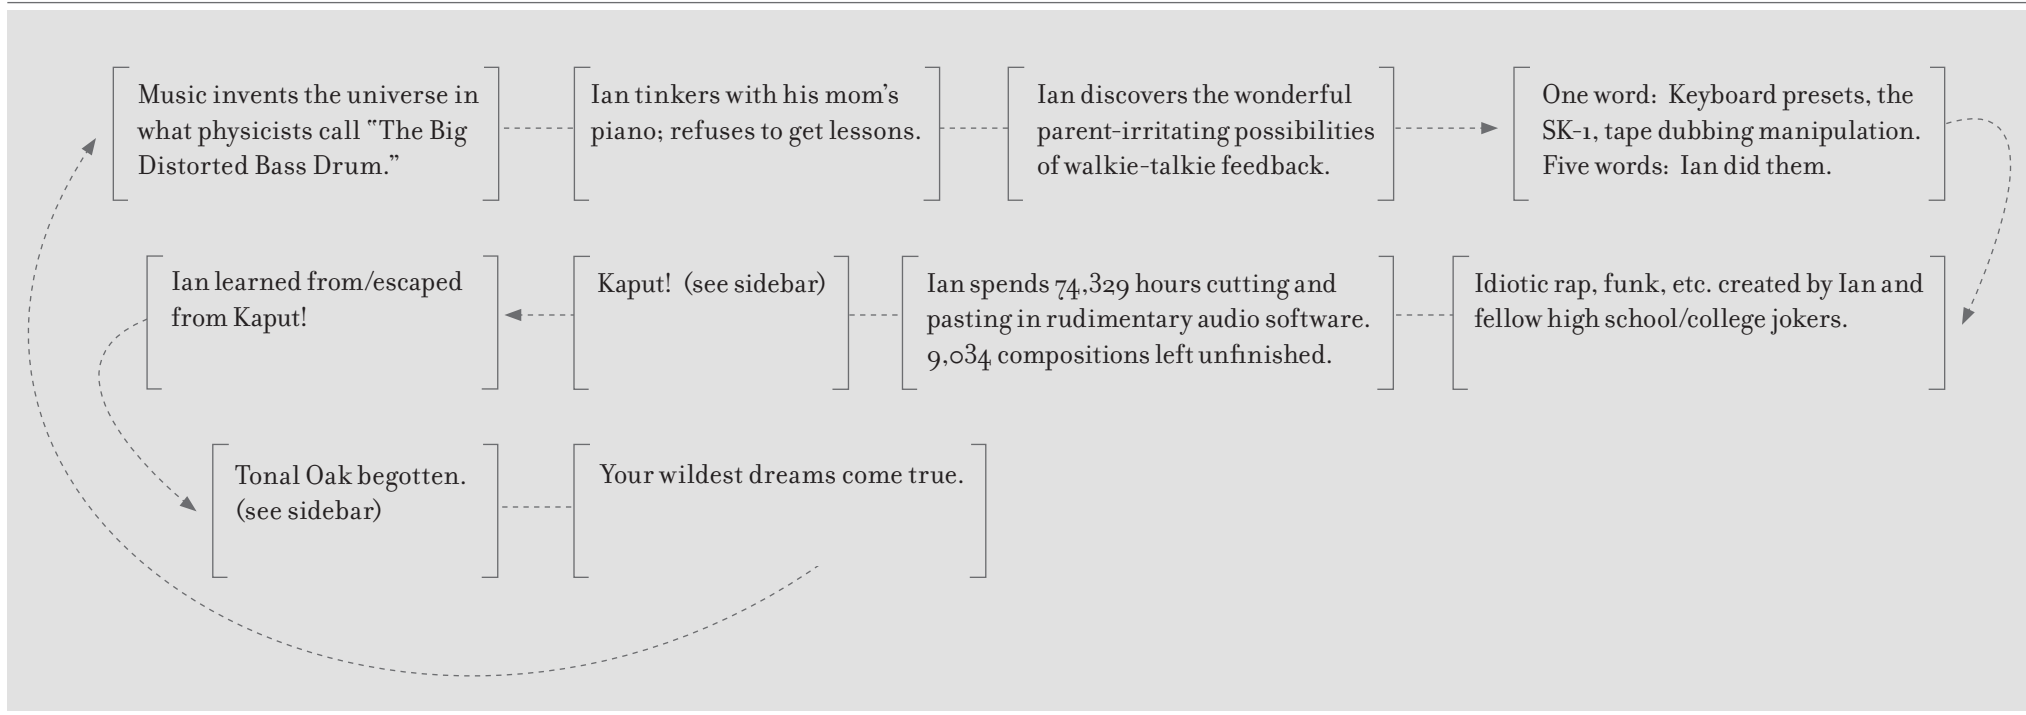 Music invents the universe in
what physicists call “The Big
Distorted Bass Drum.”
Ian tinkers with his mom’s
piano; refuses to get lessons.
Ian discovers the wonderful
parent-irritating possibilities
of walkie-talkie feedback.
One word:  Keyboard presets, the
SK-1, tape dubbing manipulation.
Five words:  Ian did them.
Idiotic rap, funk, etc. created by Ian and
fellow high school/college jokers.
Ian spends 74,329 hours cutting and
pasting in rudimentary audio software.
9,034 compositions left unfinished.
Kaput!  (see sidebar)
Ian learned from/escaped
from Kaput!
Tonal Oak begotten.
(see sidebar)
Your wildest dreams come true.